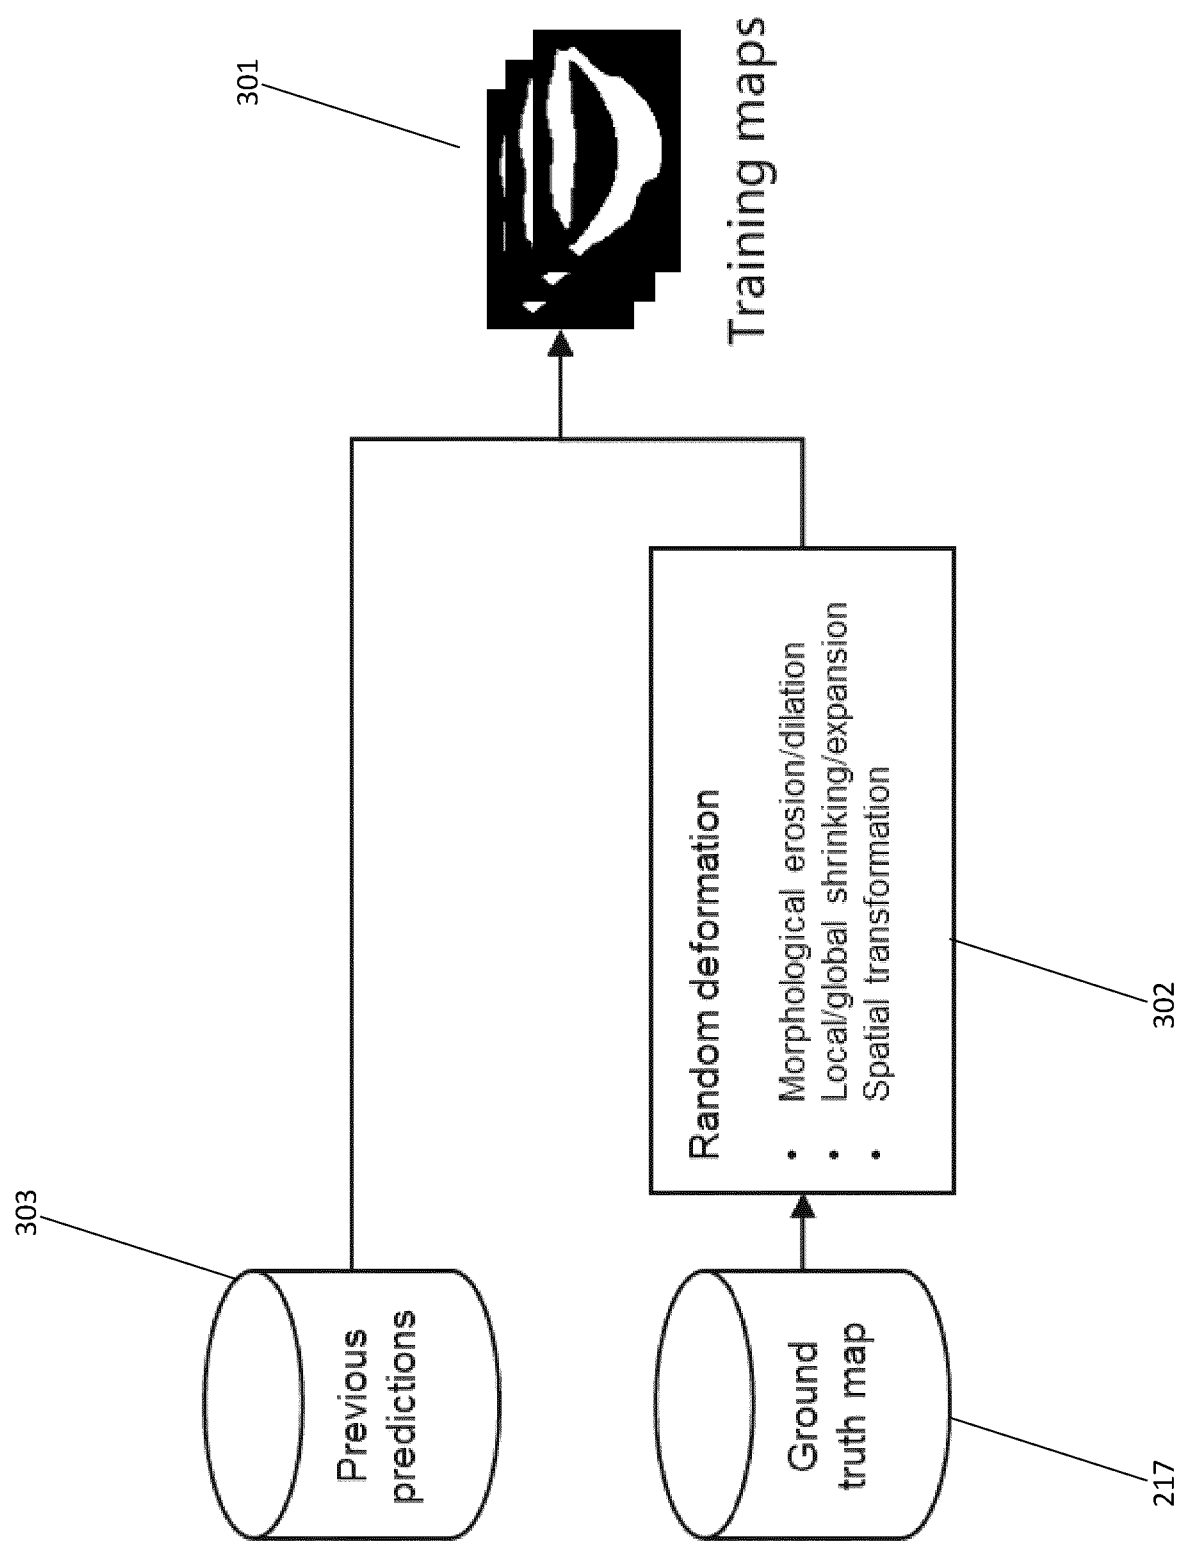 303
Previous
predictions
217
Ground
truth map
302
Random deformation
• Morphological erosion/dilation
• Local/global shrinking/expansion
• Spatial transformation
301
Training maps